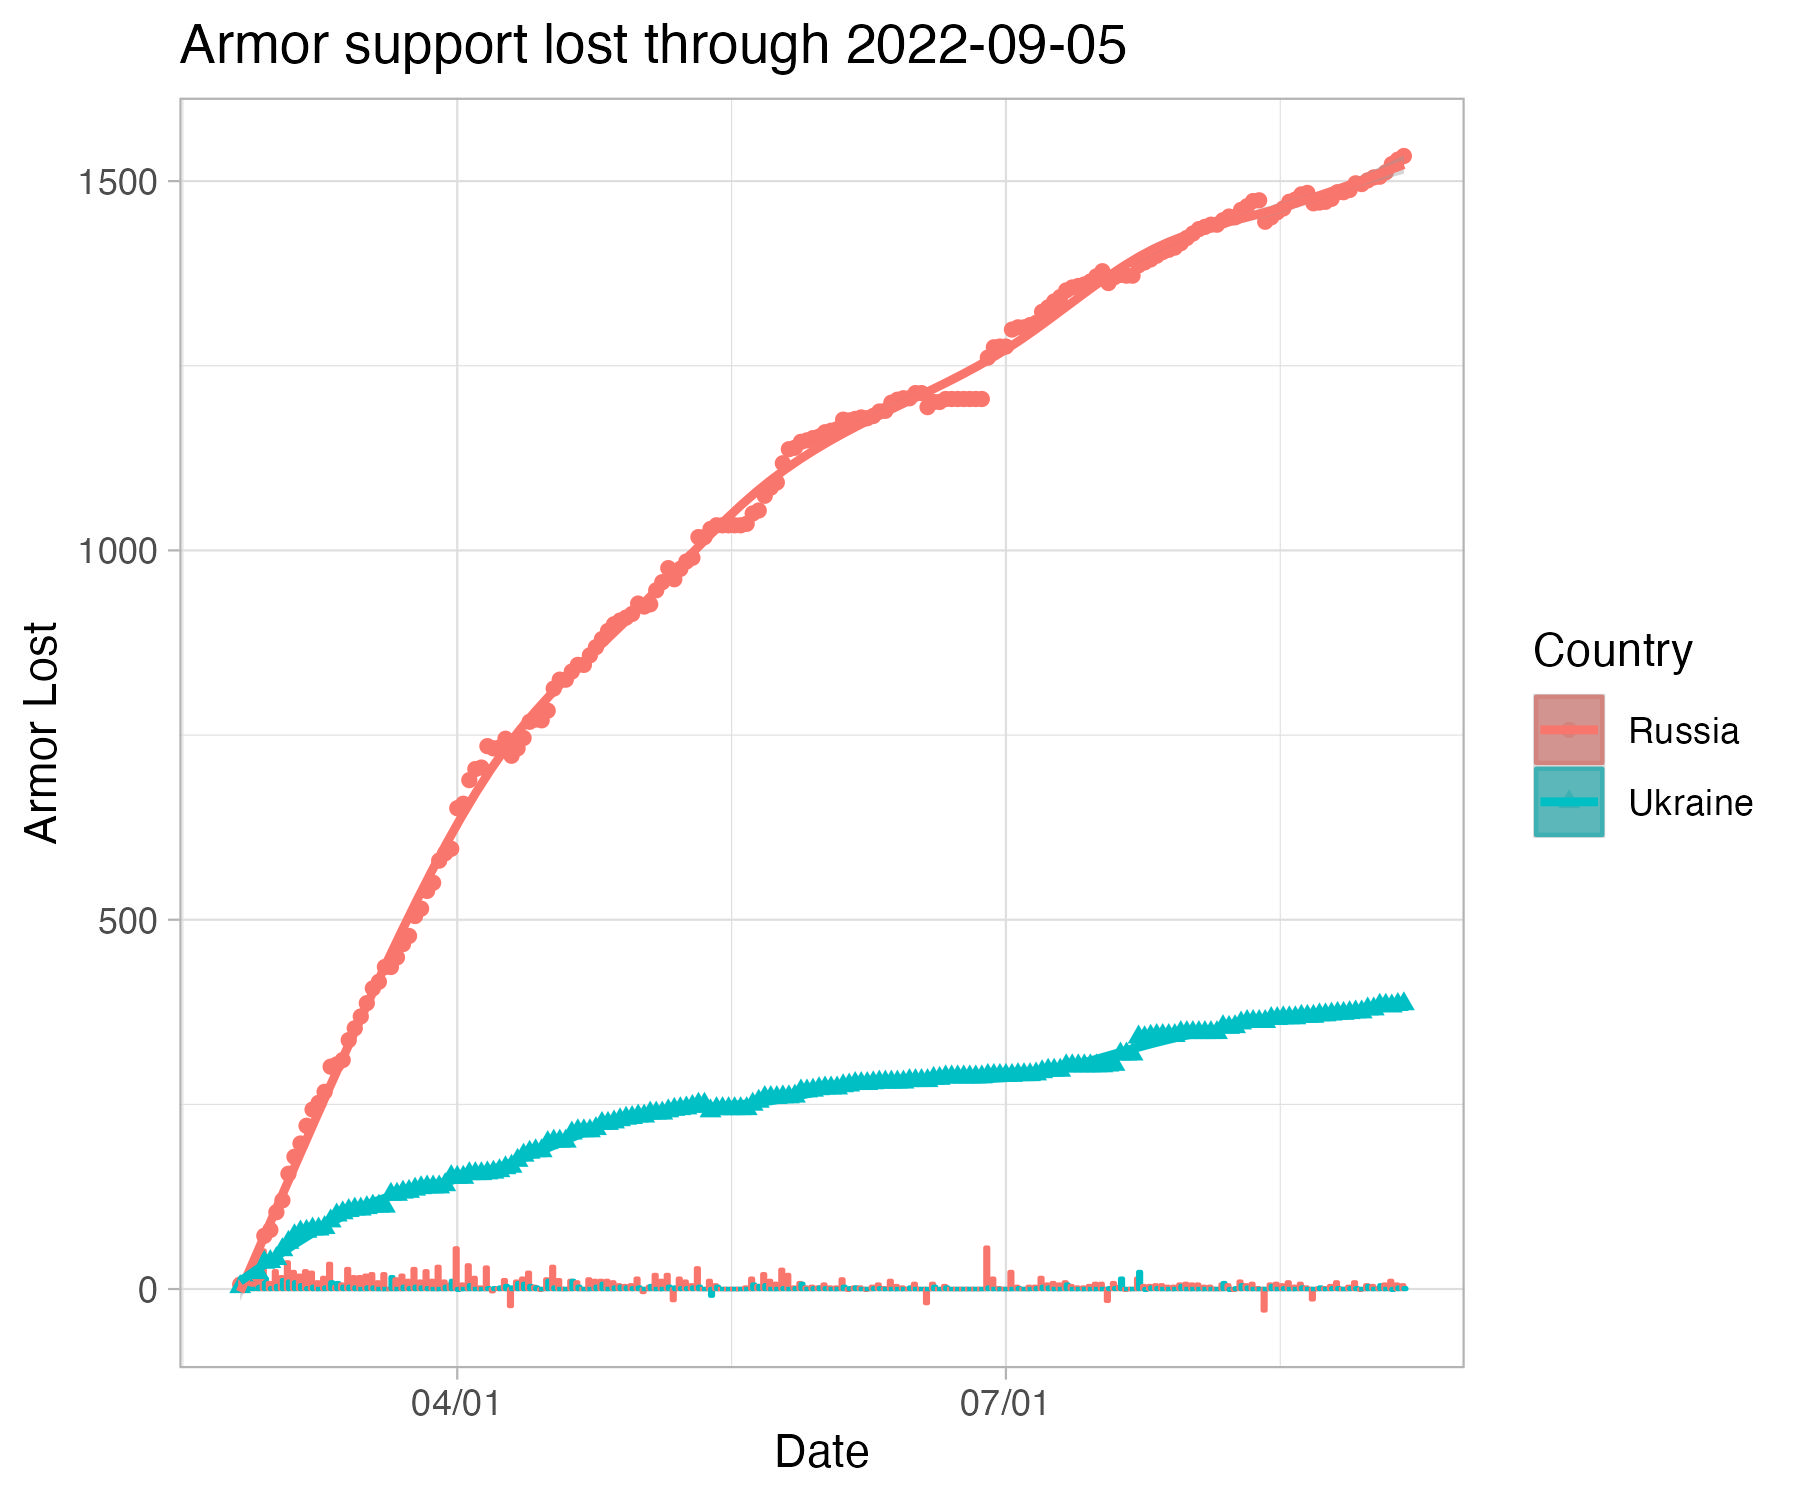 Armor support lost through 2022-09-05
Armor Lost
1500
1000
500
0
04/01
07/01
Date
Country
Russia
Ukraine